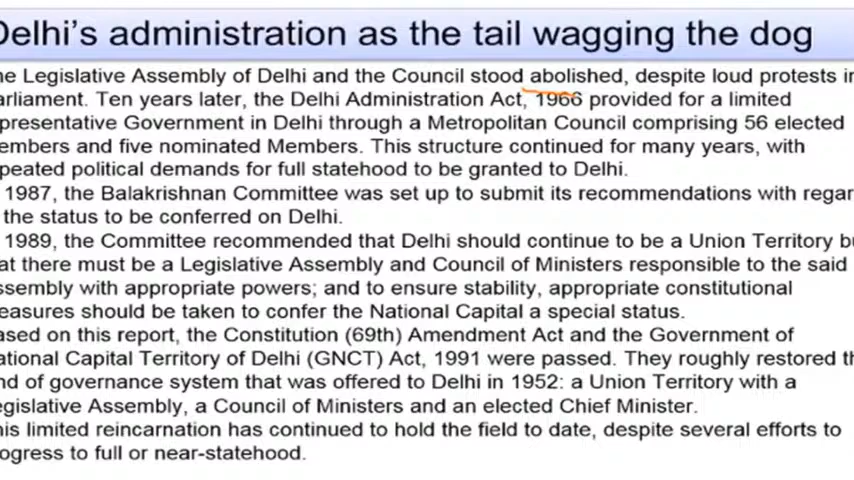 Delhi's administration as the tail wagging the dog
he Legislative Assembly of Delhi and the Council stood abolished, despite loud protests in
arliament. Ten years later, the Delhi Administration Act, 1966 provided for a limited
presentative Government in Delhi through a Metropolitan Council comprising 56 elected
embers and five nominated Members. This structure continued for many years, with
peated political demands for full statehood to be granted to Delhi.
1987, the Balakrishnan Committee was set up to submit its recommendations with regar
the status to be conferred on Delhi.
1989, the Committee recommended that Delhi should continue to be a Union Territory bu
at there must be a Legislative Assembly and Council of Ministers responsible to the said
ssembly with appropriate powers; and to ensure stability, appropriate constitutional
easures should be taken to confer the National Capital a special status.
ased on this report, the Constitution (69th) Amendment Act and the Government of
ational Capital Territory of Delhi (GNCT) Act, 1991 were passed. They roughly restored th
nd of governance system that was offered to Delhi in 1952: a Union Territory with a
egislative Assembly, a Council of Ministers and an elected Chief Minister.
his limited reincarnation has continued to hold the field to date, despite several efforts to
ogress to full or near-statehood.